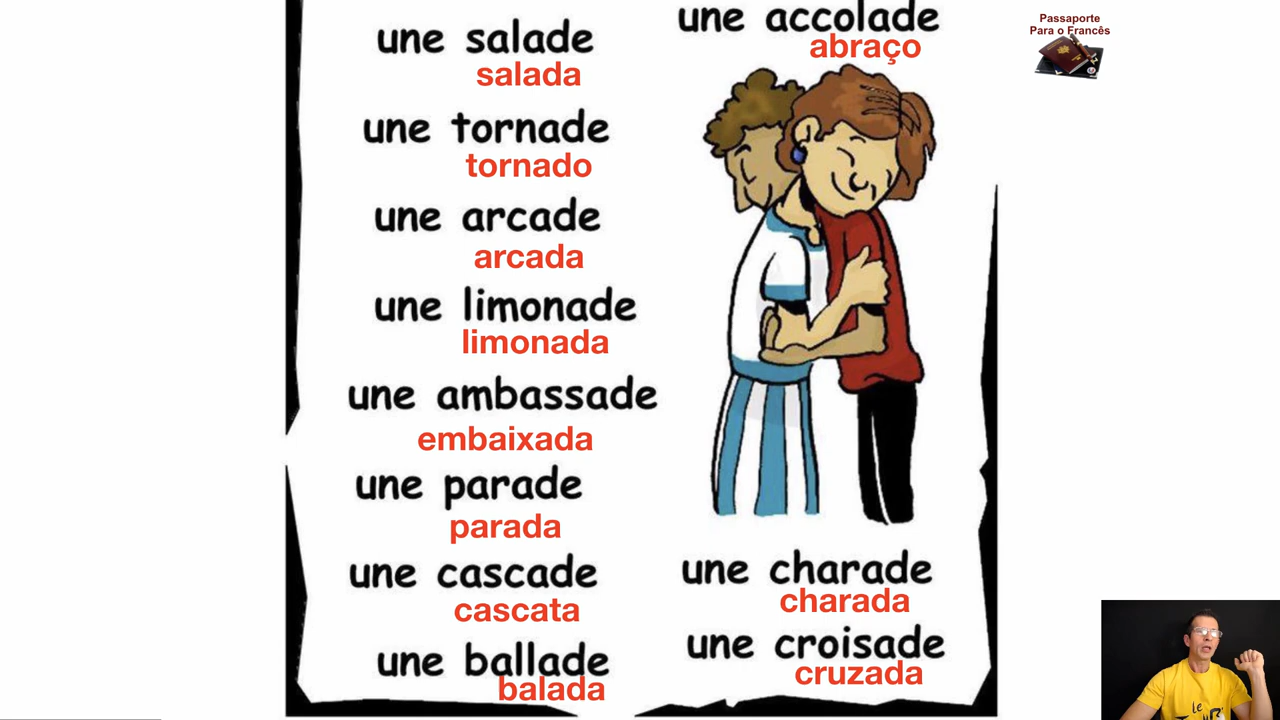 une salade
salada
une tornade
tornado
une arcade
arcada
une limonade
limonada
une ambassade
embaixada
une parade
parada
une cascade
cascata
une ballade
balada
une accolade
abraço
une charade
charada
une croisade
cruzada
Passaporte
Para o Francês
Le